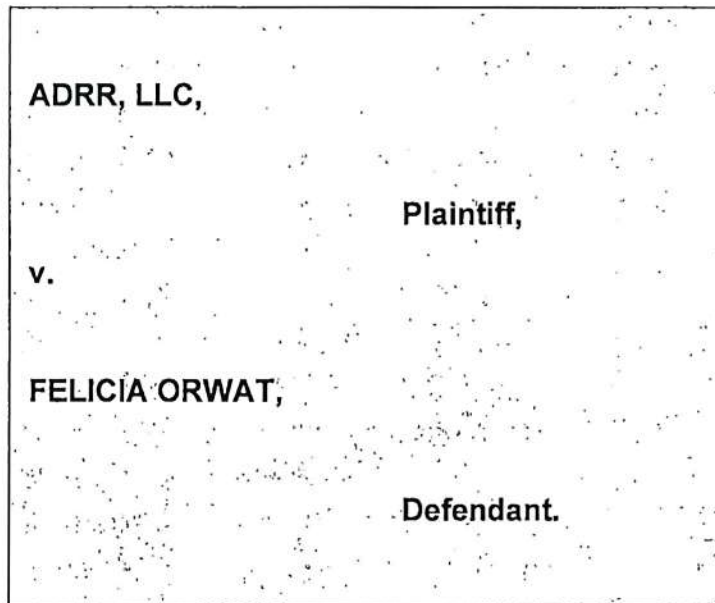 ADRR, LLC,
Plaintiff,
v.
FELICIA ORWAT,
Defendant.